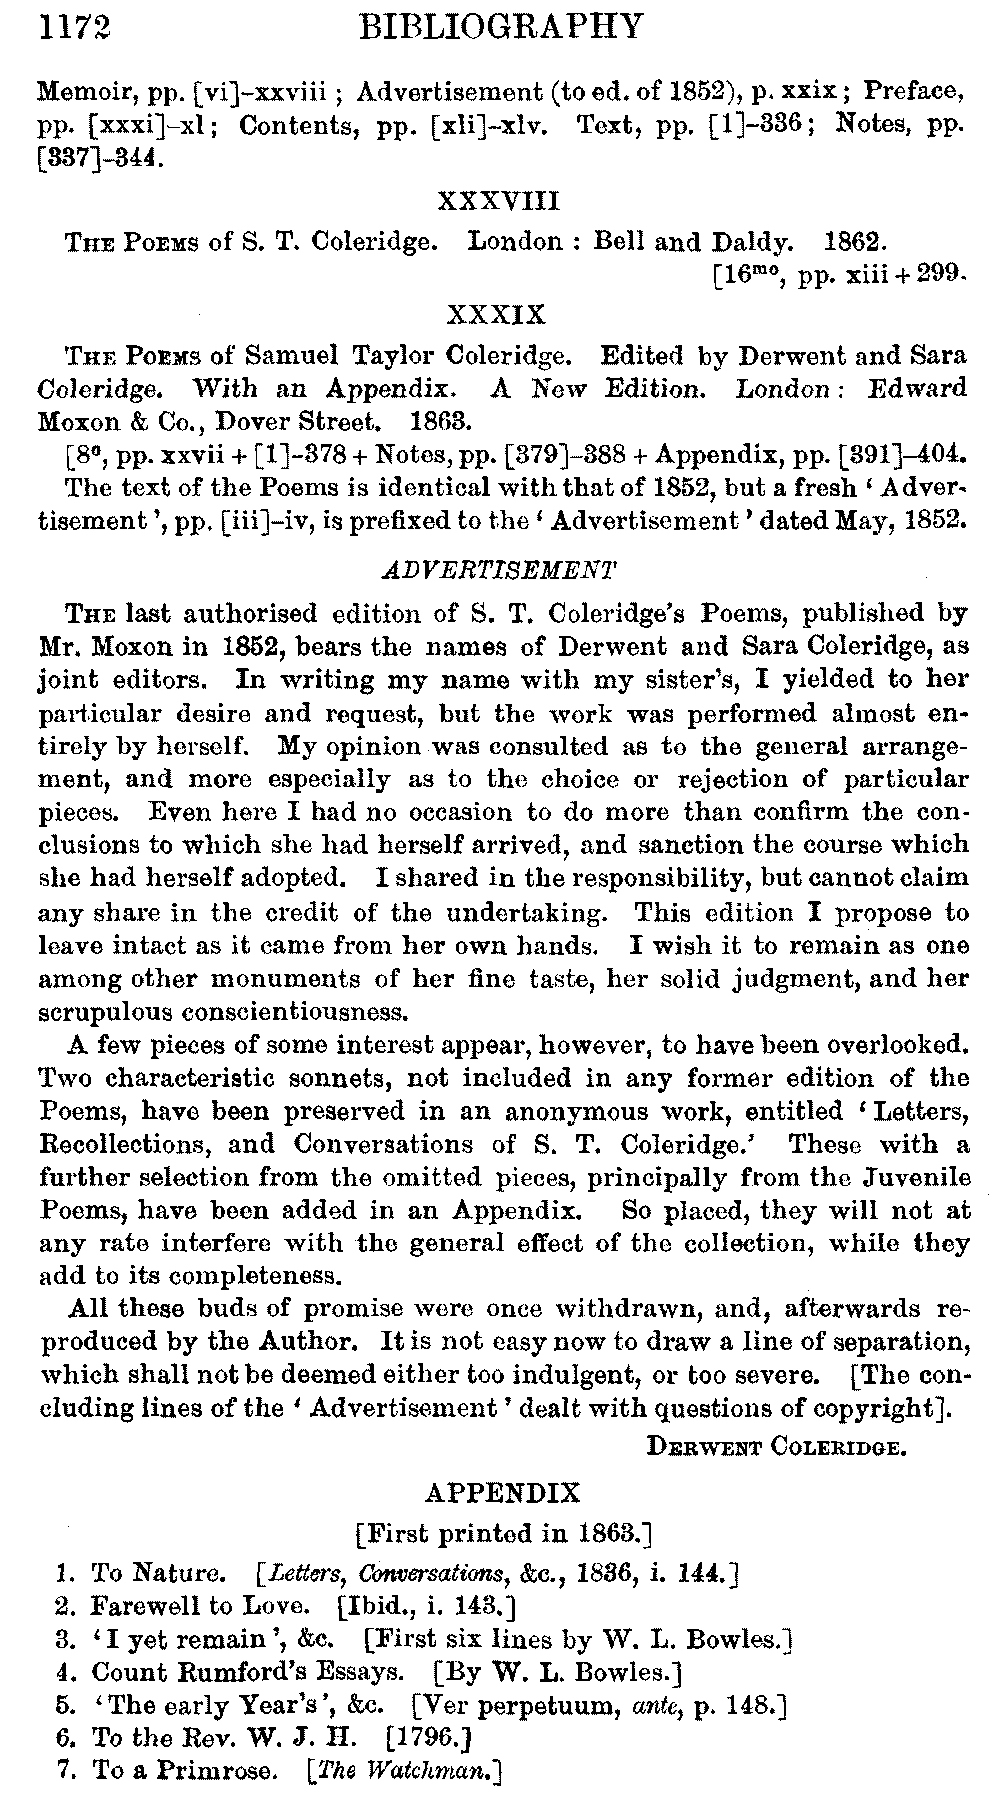 1172 BIBLIOGRAPHY
Memoir, pp. [vi]–xxviii ; Advertisement (to ed. of 1852), p. xxix ; Preface,
pp. [xxxi]–xl ; Contents, pp. [xli]–xlv. Text, pp. [1]–336 ; Notes, pp.
[337]–344.
XXXVIII
THE POEMS of S. T. Coleridge. London : Bell and Daldy. 1862.
[16mo, pp. xiii + 299.
XXXIX
THE POEMS of Samuel Taylor Coleridge. Edited by Derwent and Sara
Coleridge. With an Appendix. A New Edition. London : Edward
Moxon & Co., Dover Street. 1863.
[8o, pp. xxvii + [1]–378 + Notes, pp. [379]–388 + Appendix, pp. [391]–404.
The text of the Poems is identical with that of 1852, but a fresh ‘ Adver-
tisement ’, pp. [iii]–iv, is prefixed to the ‘ Advertisement ’ dated May, 1852.
ADVERTISEMENT
THE last authorised edition of S. T. Coleridge’s Poems, published by
Mr. Moxon in 1852, bears the names of Derwent and Sara Coleridge, as
joint editors. In writing my name with my sister’s, I yielded to her
particular desire and request, but the work was performed almost en-
tirely by herself. My opinion was consulted as to the general arrange-
ment, and more especially as to the choice or rejection of particular
pieces. Even here I had no occasion to do more than confirm the con-
clusions to which she had herself arrived, and sanction the course which
she had herself adopted. I shared in the responsibility, but cannot claim
any share in the credit of the undertaking. This edition I propose to
leave intact as it came from her own hands. I wish it to remain as one
among other monuments of her fine taste, her solid judgment, and her
scrupulous conscientiousness.
A few pieces of some interest appear, however, to have been overlooked.
Two characteristic sonnets, not included in any former edition of the
Poems, have been preserved in an anonymous work, entitled ‘ Letters,
Recollections, and Conversations of S. T. Coleridge.’ These with a
further selection from the omitted pieces, principally from the Juvenile
Poems, have been added in an Appendix. So placed, they will not at
any rate interfere with the general effect of the collection, while they
add to its completeness.
All these buds of promise were once withdrawn, and, afterwards re-
produced by the Author. It is not easy now to draw a line of separation,
which shall not be deemed either too indulgent, or too severe. [The con-
cluding lines of the ‘ Advertisement ’ dealt with questions of copyright].
DERWENT COLERIDGE.
APPENDIX
[First printed in 1863.]
1. To Nature. [Letters, Conversations, &c., 1836, i. 144.]
2. Farewell to Love. [Ibid., i. 143.]
3. ‘ I yet remain ’, &c. [First six lines by W. L. Bowles.]
4. Count Rumford’s Essays. [By W. L. Bowles.]
5. ‘ The early Year’s ’, &c. [Ver perpetuum, ante, p. 148.]
6. To the Rev. W. J. H. [1796.]
7. To a Primrose. [The Watchman.]